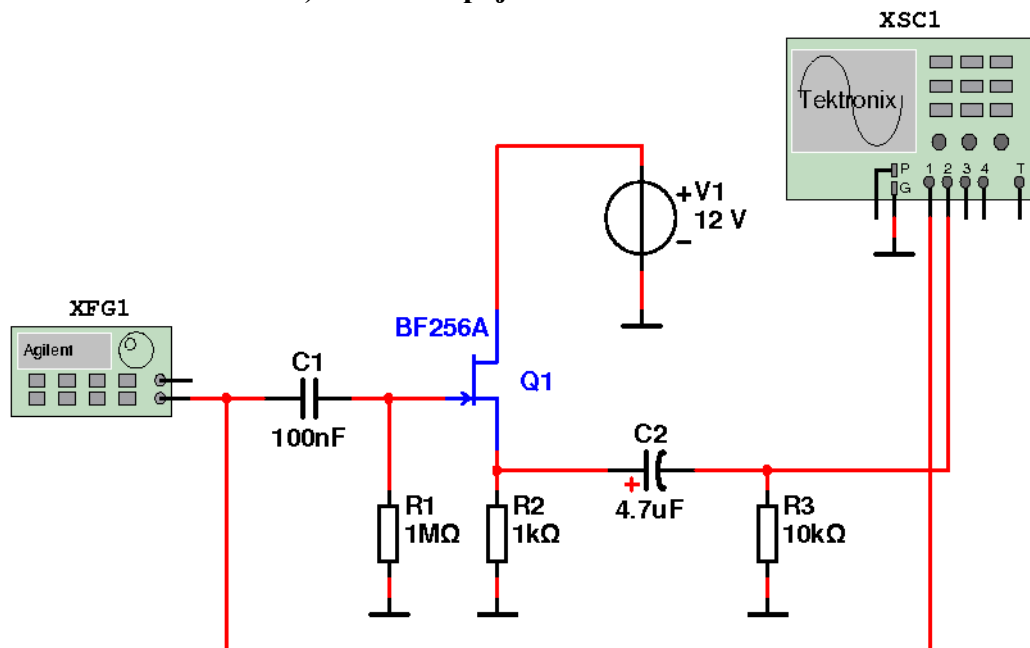 XSC1
Tektronix
P 1 2 3 4 T
G
+ V1
12 V
−
XFG1
Agilent
BF256A
Q1
C1
100nF
C2
+
4.7uF
R1
1MΩ
R2
1kΩ
R3
10kΩ